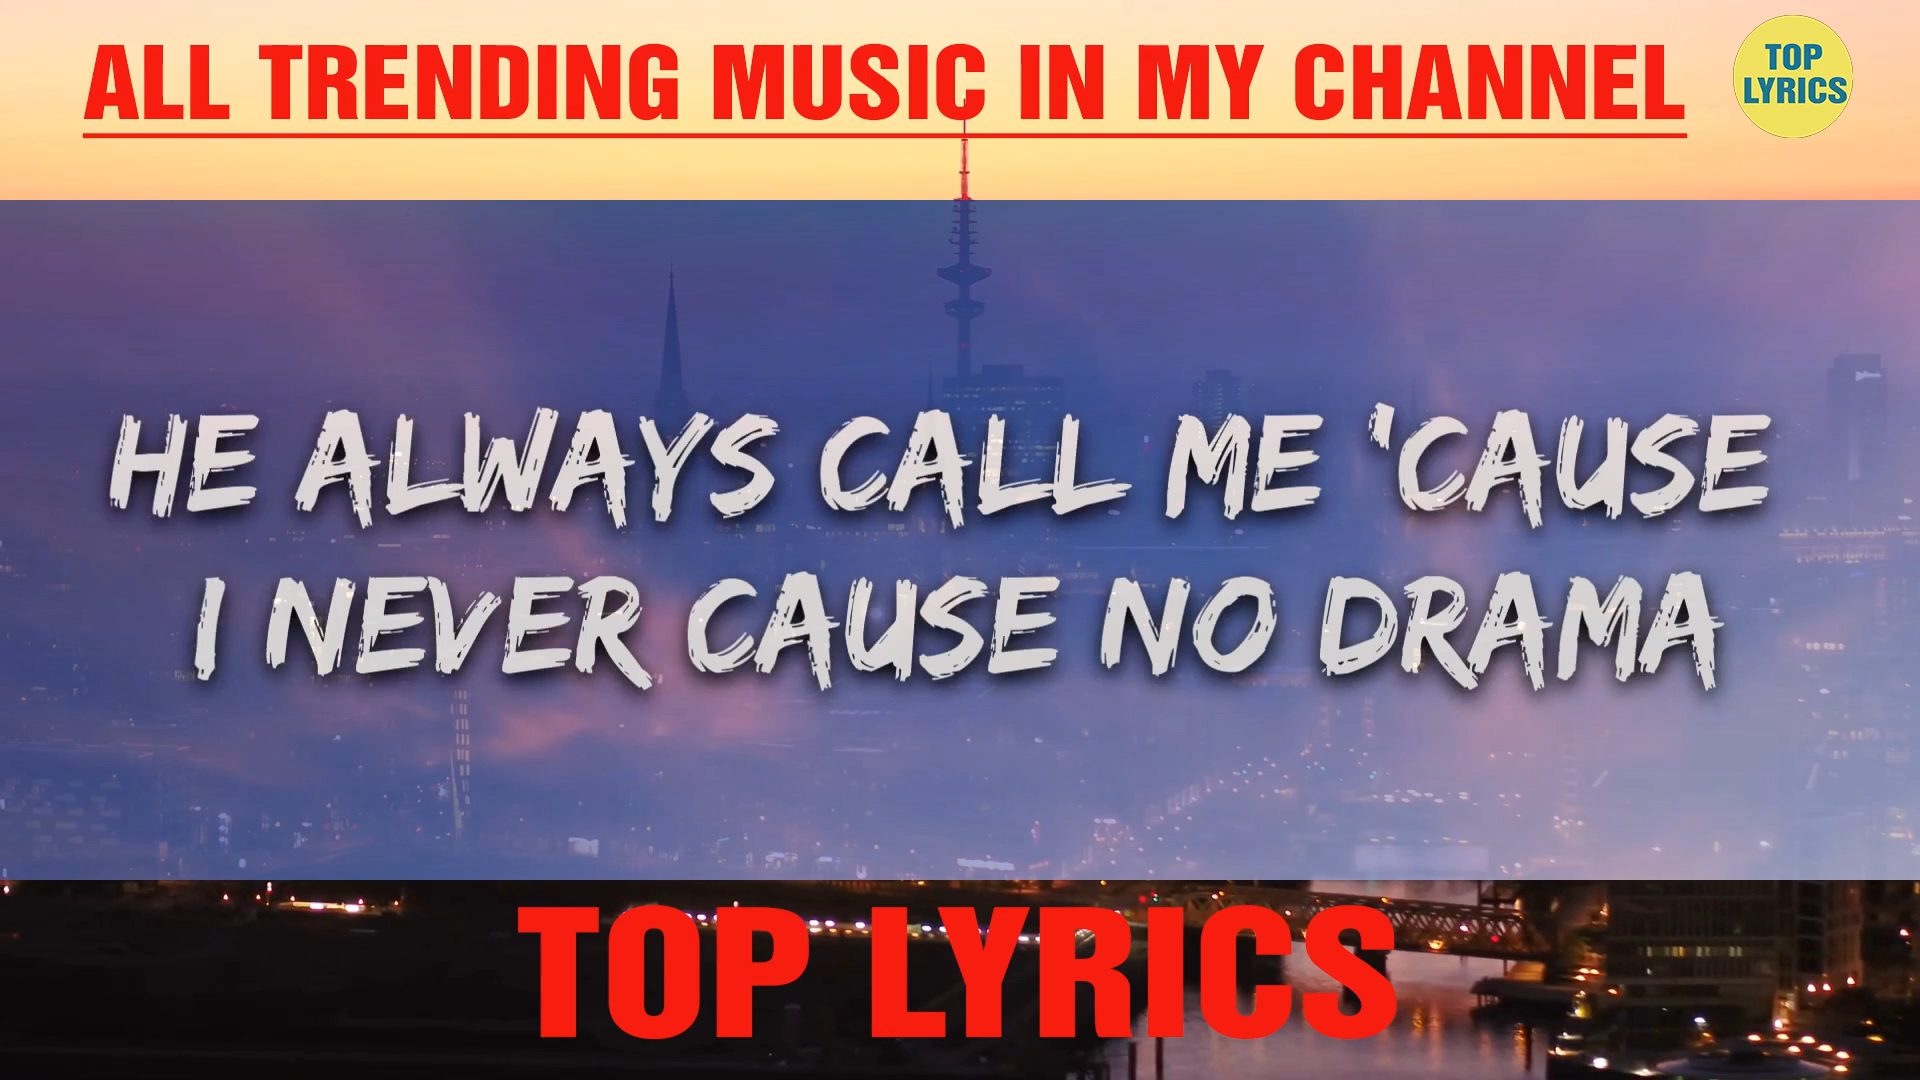 ALL TRENDING MUSIC IN MY CHANNEL
TOP
LYRICS
HE ALWAYS CALL ME 'CAUSE
I NEVER CAUSE NO DRAMA
TOP LYRICS